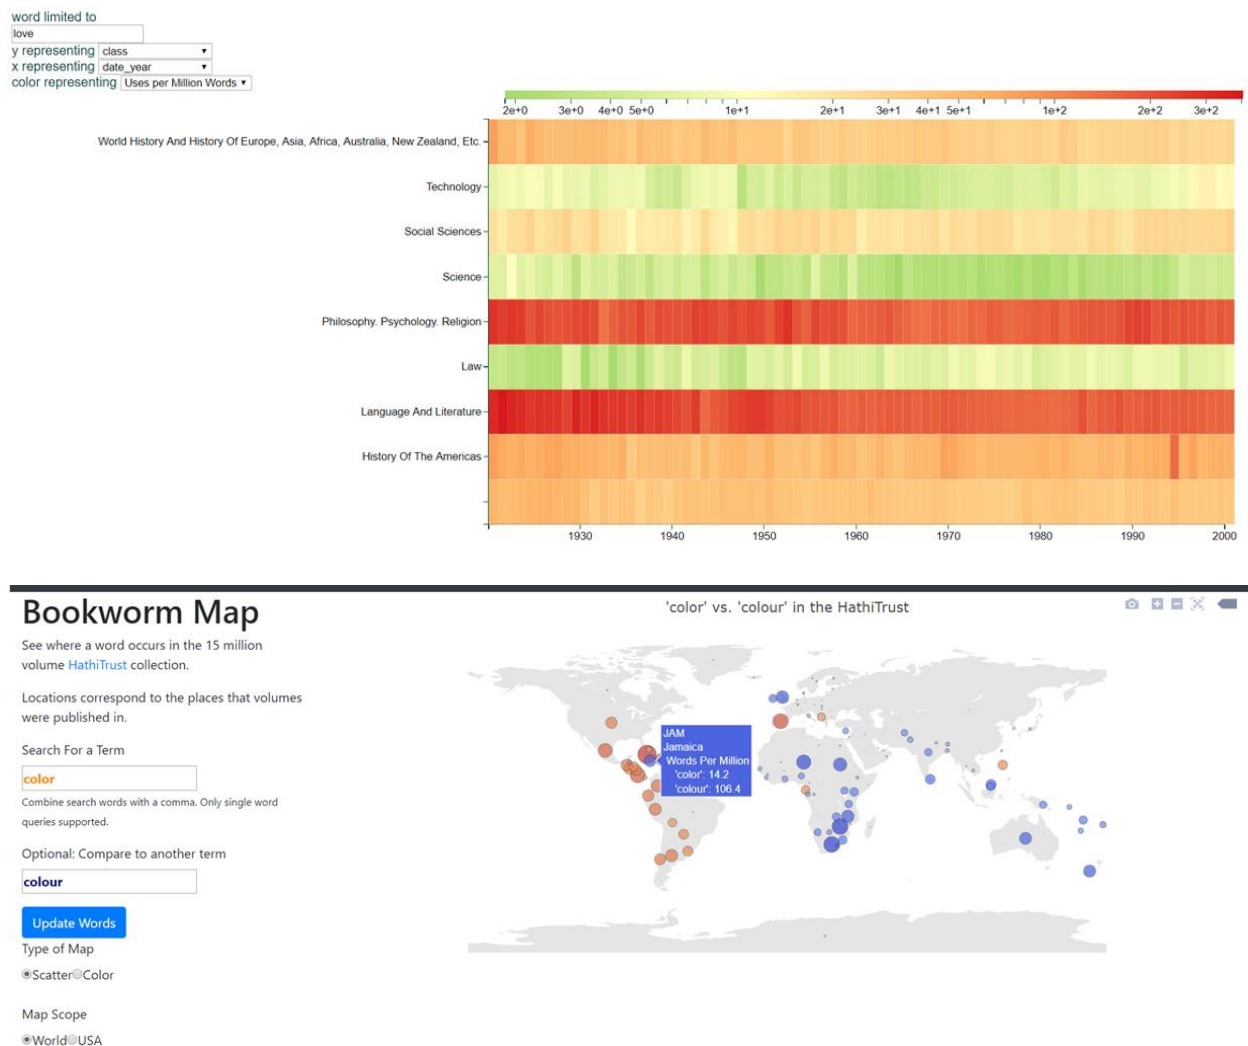 word limited to
love
y representing class
x representing date_year
color representing Uses per Million Words
2e+0 3e+0 4e+0 5e+0 1e+1 2e+1 3e+1 4e+1 5e+1 1e+2 2e+2 3e+2
World History And History Of Europe, Asia, Africa, Australia, New Zealand, Etc.
Technology
Social Sciences
Science
Philosophy. Psychology. Religion
Law
Language And Literature
History Of The Americas
1930 1940 1950 1960 1970 1980 1990 2000
Bookworm Map
See where a word occurs in the 15 million
volume HathiTrust collection.
Locations correspond to the places that volumes
were published in.
Search For a Term
color
Combine search words with a comma. Only single word
queries supported.
Optional: Compare to another term
colour
Update Words
Type of Map
Scatter Color
Map Scope
World USA
'color' vs. 'colour' in the HathiTrust
JAM
Jamaica
Words Per Million
'color': 14.2
'colour': 106.4